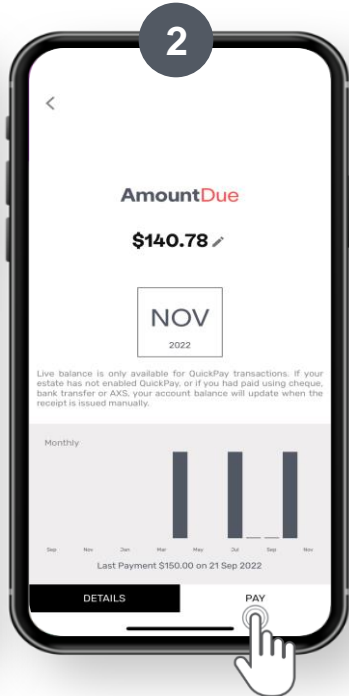 2
<
AmountDue
$140.78
NOV
2022
Live balance is only available for QuickPay transactions. If your
estate has not enabled QuickPay, or if you had paid using cheque,
bank transfer or AXS, your account balance will update when the
receipt is issued manually.
Monthly
Sep Nov Jan Mar May Jul Sep Nov
Last Payment $150.00 on 21 Sep 2022
DETAILS PAY